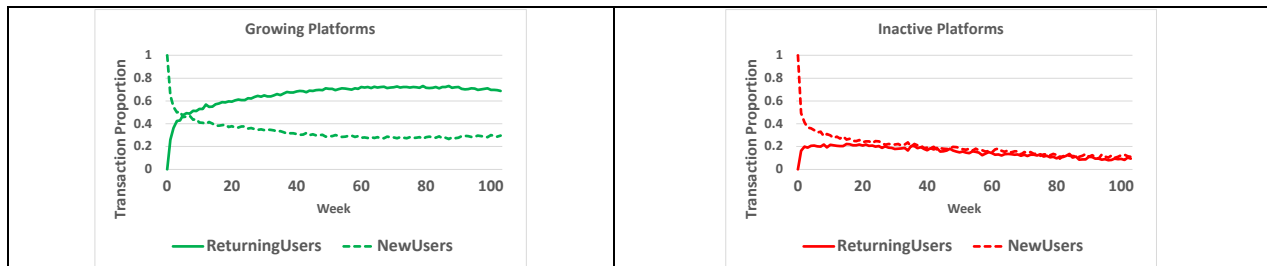 Growing Platforms
Transaction Proportion
1
0.8
0.6
0.4
0.2
0
0 20 40 60 80 100
Week
ReturningUsers NewUsers
Inactive Platforms
Transaction Proportion
1
0.8
0.6
0.4
0.2
0
0 20 40 60 80 100
Week
ReturningUsers NewUsers